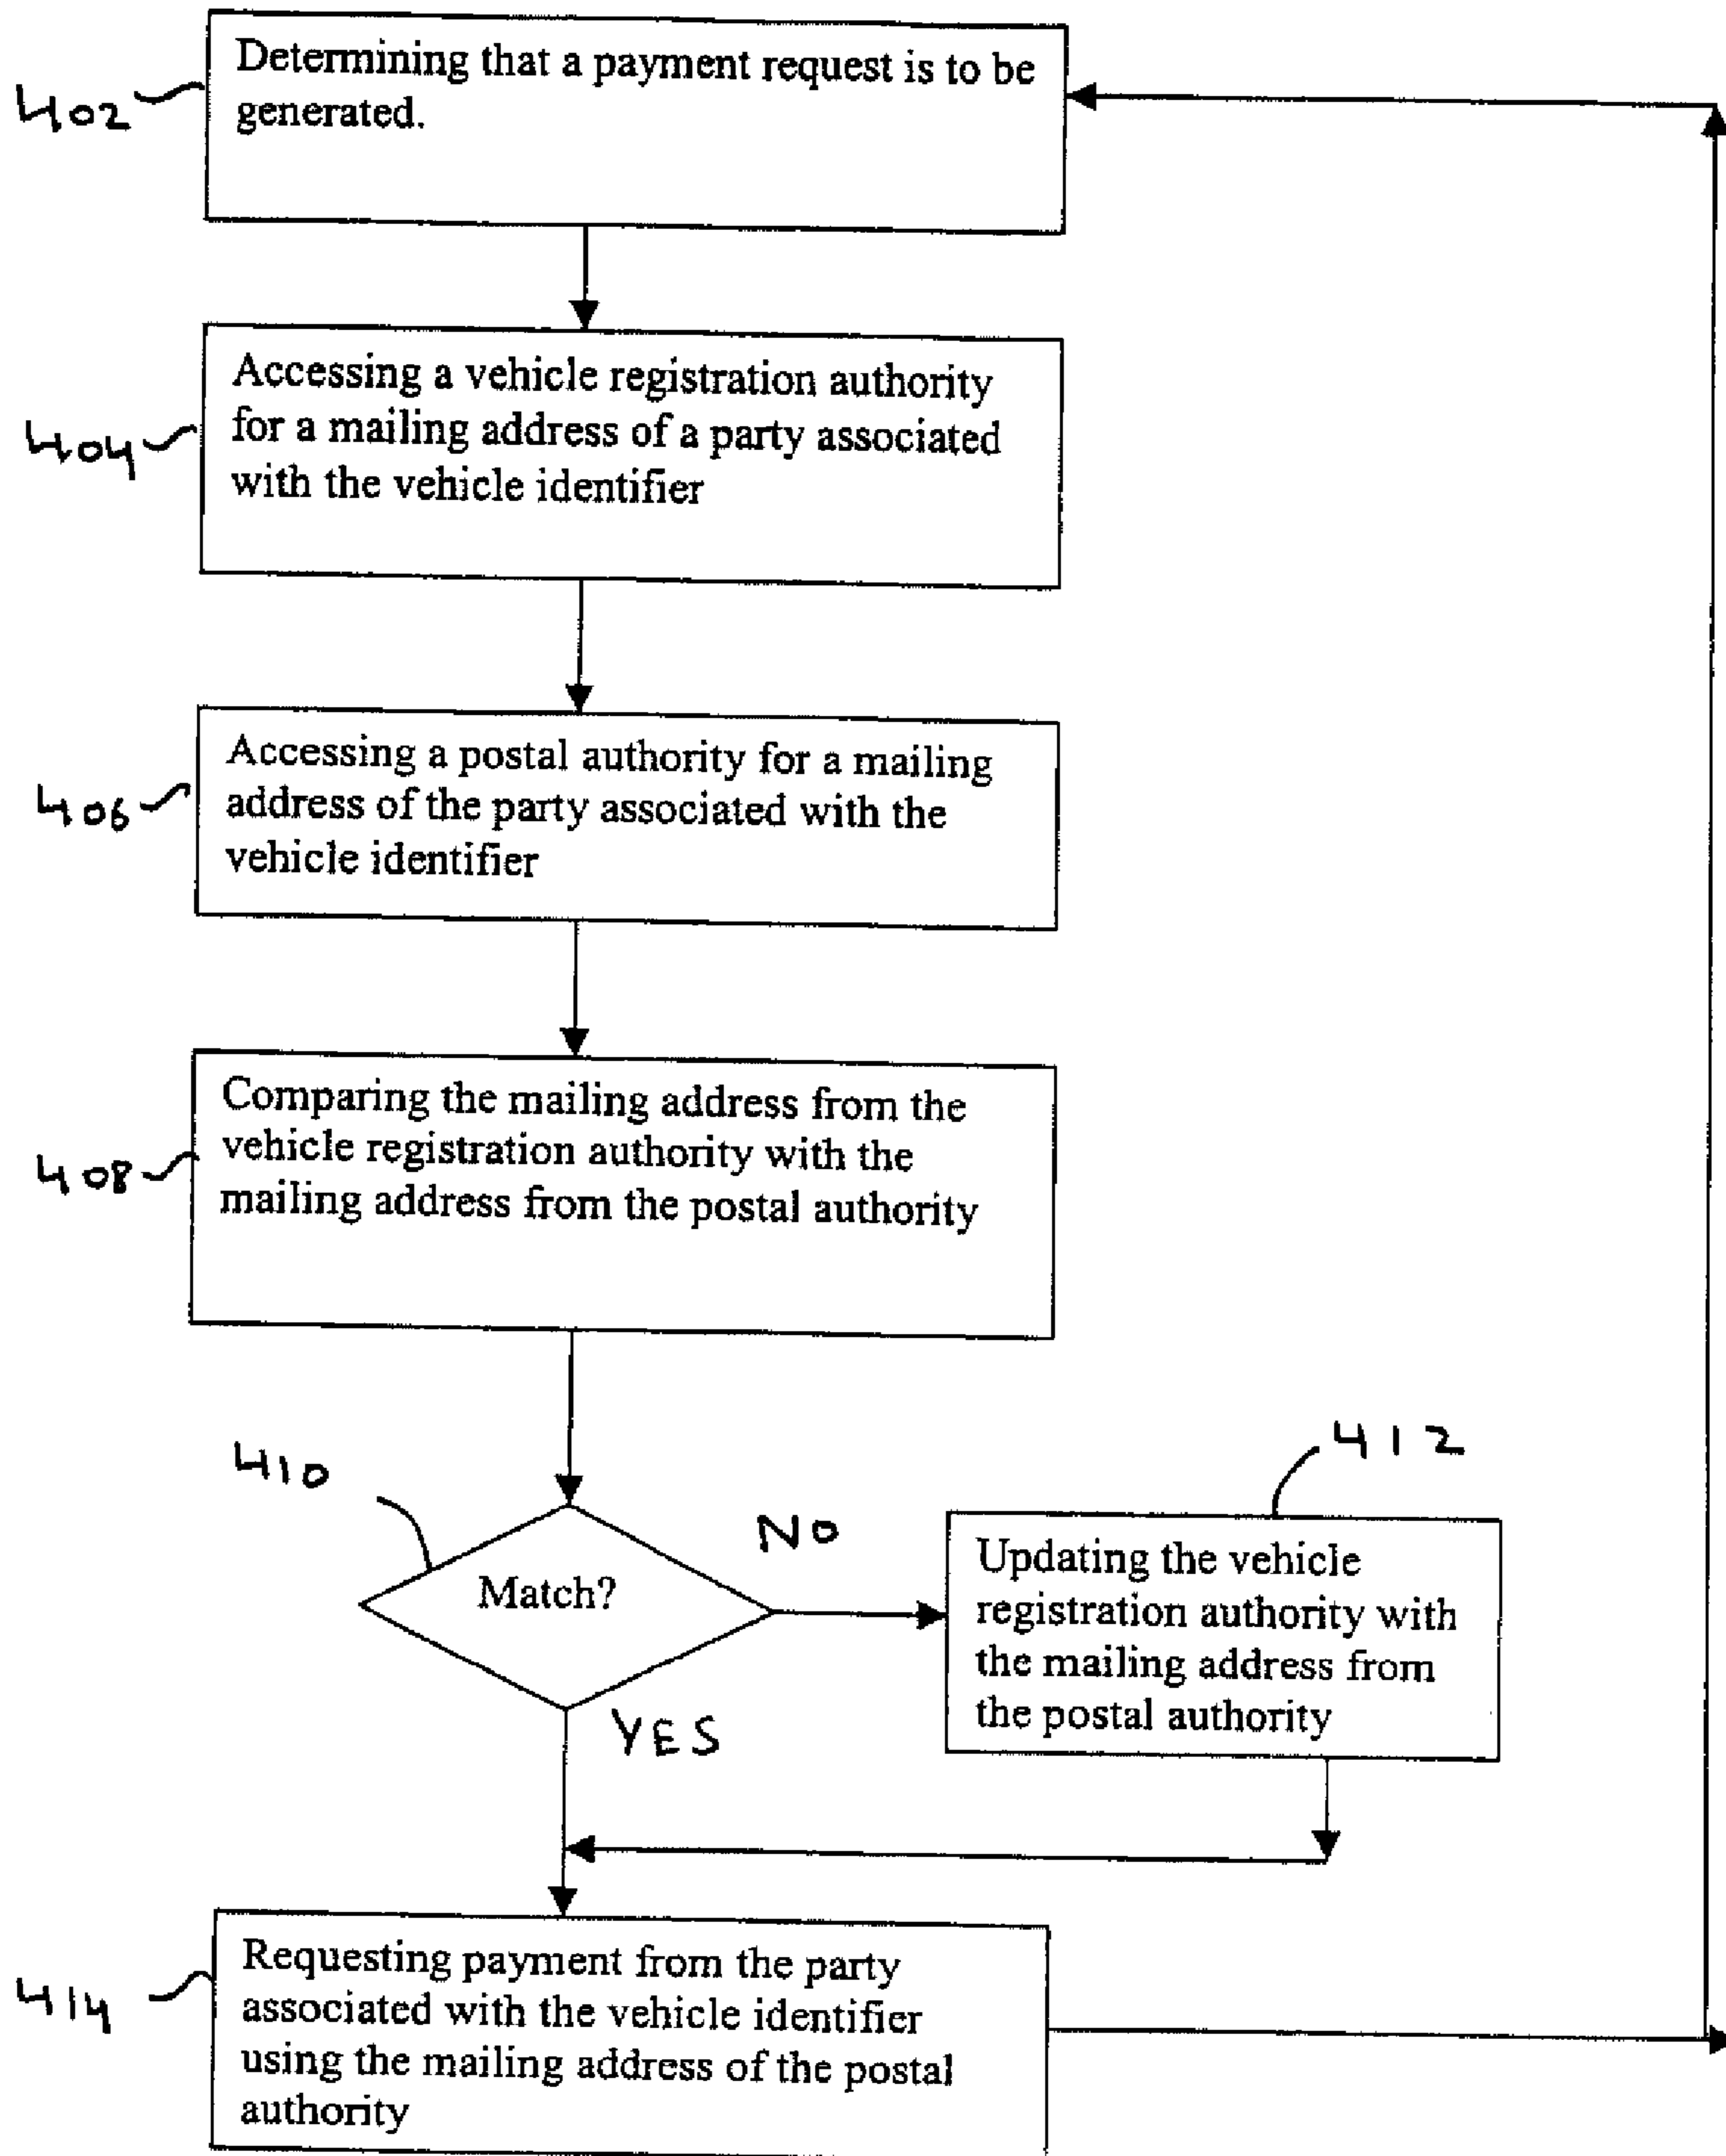 402
Determining that a payment request is to be
generated.
404
Accessing a vehicle registration authority
for a mailing address of a party associated
with the vehicle identifier
406
Accessing a postal authority for a mailing
address of the party associated with the
vehicle identifier
408
Comparing the mailing address from the
vehicle registration authority with the
mailing address from the postal authority
410
Match?
NO
YES
412
Updating the vehicle
registration authority with
the mailing address from
the postal authority
414
Requesting payment from the party
associated with the vehicle identifier
using the mailing address of the postal
authority